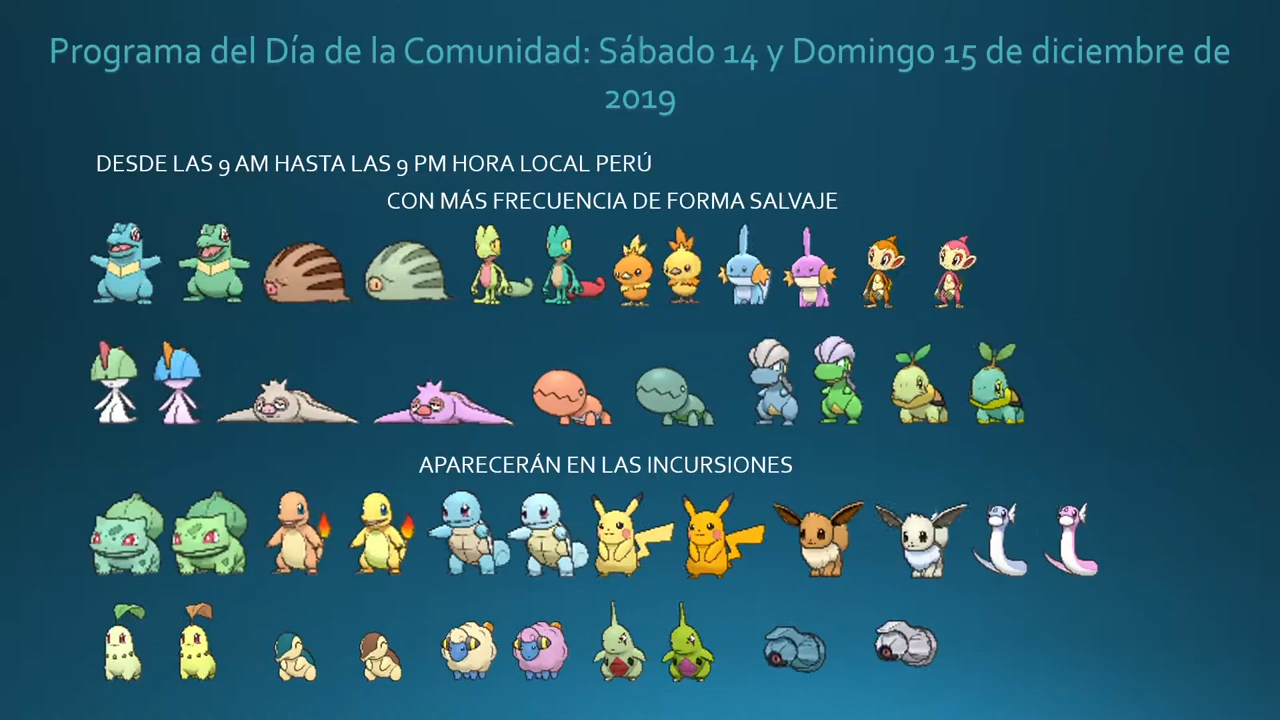 Programa del Día de la Comunidad: Sábado 14 y Domingo 15 de diciembre de
2019
DESDE LAS 9 AM HASTA LAS 9 PM HORA LOCAL PERÚ
CON MÁS FRECUENCIA DE FORMA SALVAJE
APARECERÁN EN LAS INCURSIONES